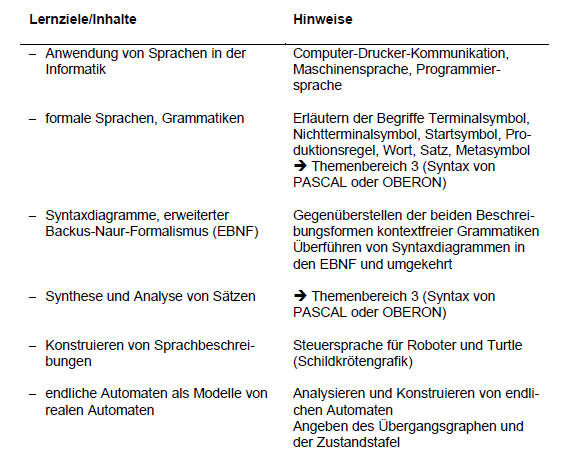 Lernziele/Inhalte Hinweise
– Anwendung von Sprachen in der
Informatik
Computer-Drucker-Kommunikation,
Maschinensprache, Programmier-
sprache
– formale Sprachen, Grammatiken
Erläutern der Begriffe Terminalsymbol,
Nichtterminalsymbol, Startsymbol, Pro-
duktionsregel, Wort, Satz, Metasymbol
➔ Themenbereich 3 (Syntax von
PASCAL oder OBERON)
– Syntaxdiagramme, erweiterter
Backus-Naur-Formalismus (EBNF)
Gegenüberstellen der beiden Beschrei-
bungsformen kontextfreier Grammatiken
Überführen von Syntaxdiagrammen in
den EBNF und umgekehrt
– Synthese und Analyse von Sätzen
➔ Themenbereich 3 (Syntax von
PASCAL oder OBERON)
– Konstruieren von Sprachbeschrei-
bungen
Steuersprache für Roboter und Turtle
(Schildkrötengrafik)
– endliche Automaten als Modelle von
realen Automaten
Analysieren und Konstruieren von endli-
chen Automaten
Angeben des Übergangsgraphen und
der Zustandstafel